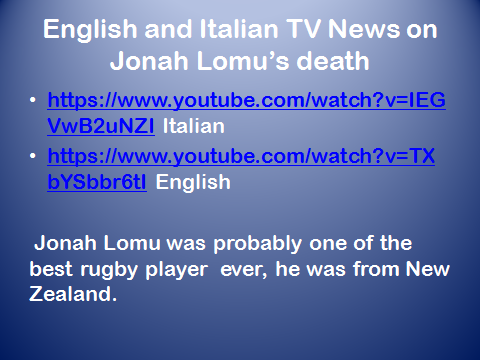 English and Italian TV News on
Jonah Lomu’s death
• https://www.youtube.com/watch?v=IEG
VwB2uNZI Italian
• https://www.youtube.com/watch?v=TX
bYSbbr6tI English
Jonah Lomu was probably one of the
best rugby player ever, he was from New
Zealand.